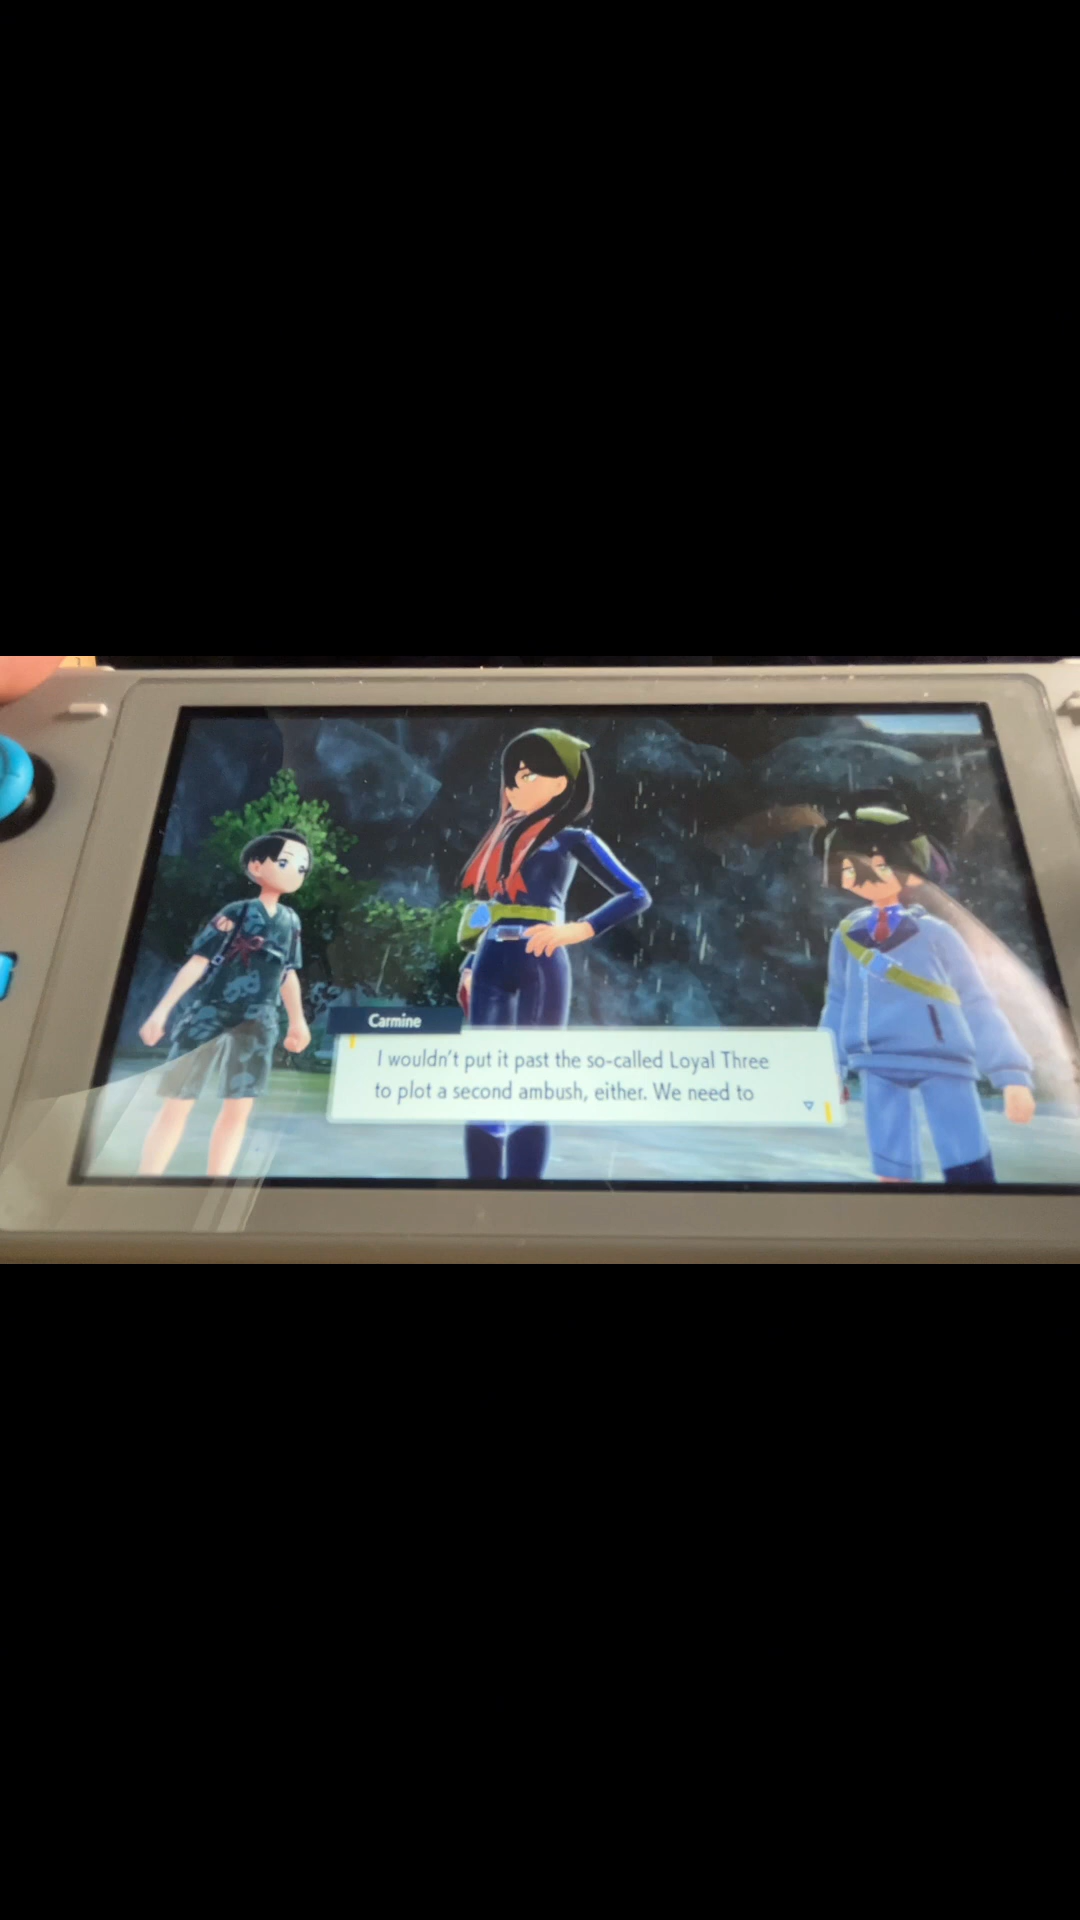 Carmine
I wouldn't put it past the so-called Loyal Three
to plot a second ambush, either. We need to